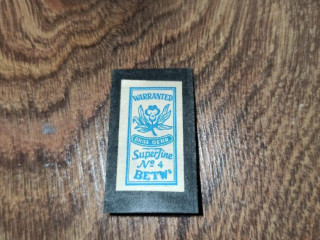 WARRANTED
Superfine
Nº 4
BETWˢ